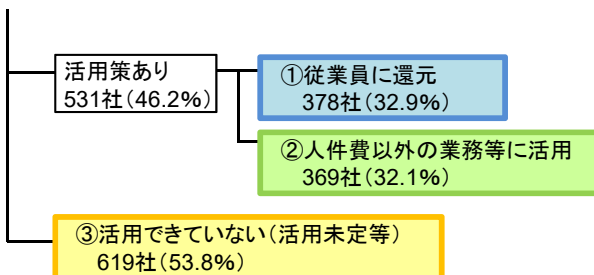 活用策あり
531社(46.2%)
①従業員に還元
378社(32.9%)
②人件費以外の業務等に活用
369社(32.1%)
③活用できていない(活用未定等)
619社(53.8%)